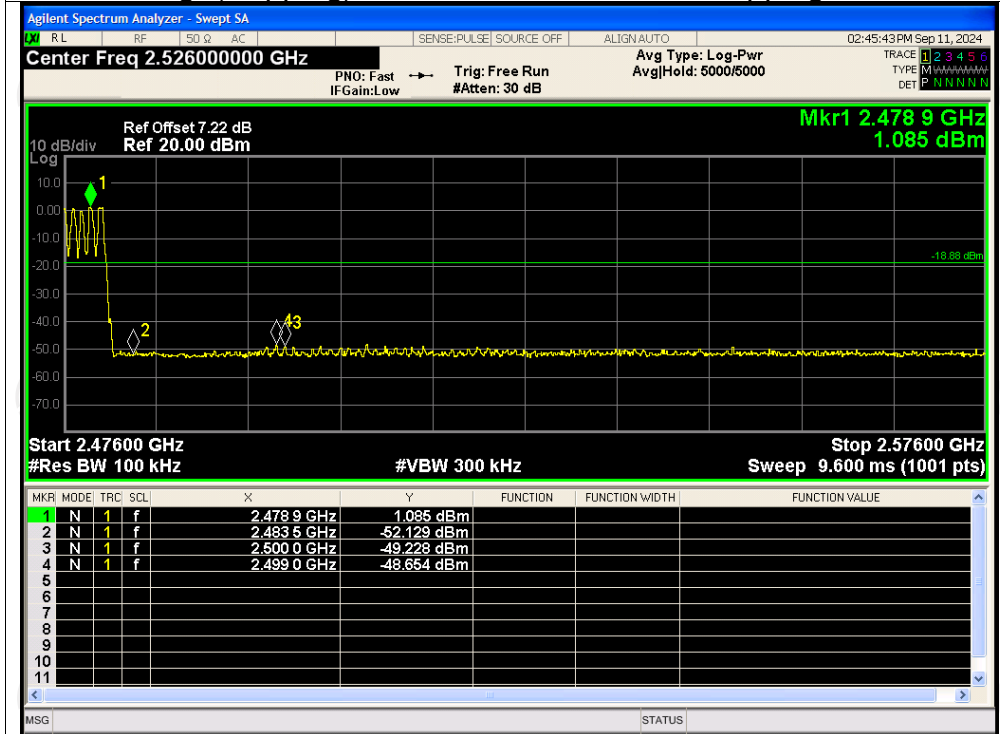 Agilent Spectrum Analyzer - Swept SA
LXI RL RF 50 Ω AC SENSE:PULSE SOURCE OFF ALIGNAUTO 02:45:43 PM Sep 11, 2024
Center Freq 2.526000000 GHz
PNO: Fast
IFGain:Low
Trig: Free Run
#Atten: 30 dB
Avg Type: Log-Pwr
Avg|Hold: 5000/5000
TRACE 1 2 3 4 5 6
TYPE M
DET P N N N N N
Mkr1 2.478 9 GHz
1.085 dBm
Ref Offset 7.22 dB
10 dB/div Ref 20.00 dBm
Log
10.0
0.00
-10.0
-20.0
-30.0
-40.0
-50.0
-60.0
-70.0
1
-18.88 dBm
2
43
Start 2.47600 GHz Stop 2.57600 GHz
#Res BW 100 kHz #VBW 300 kHz Sweep 9.600 ms (1001 pts)
MKR MODE TRC SCL X Y FUNCTION FUNCTION WIDTH FUNCTION VALUE
1 N 1 f 2.478 9 GHz 1.085 dBm
2 N 1 f 2.483 5 GHz -52.129 dBm
3 N 1 f 2.500 0 GHz -49.228 dBm
4 N 1 f 2.499 0 GHz -48.654 dBm
5
6
7
8
9
10
11
MSG STATUS